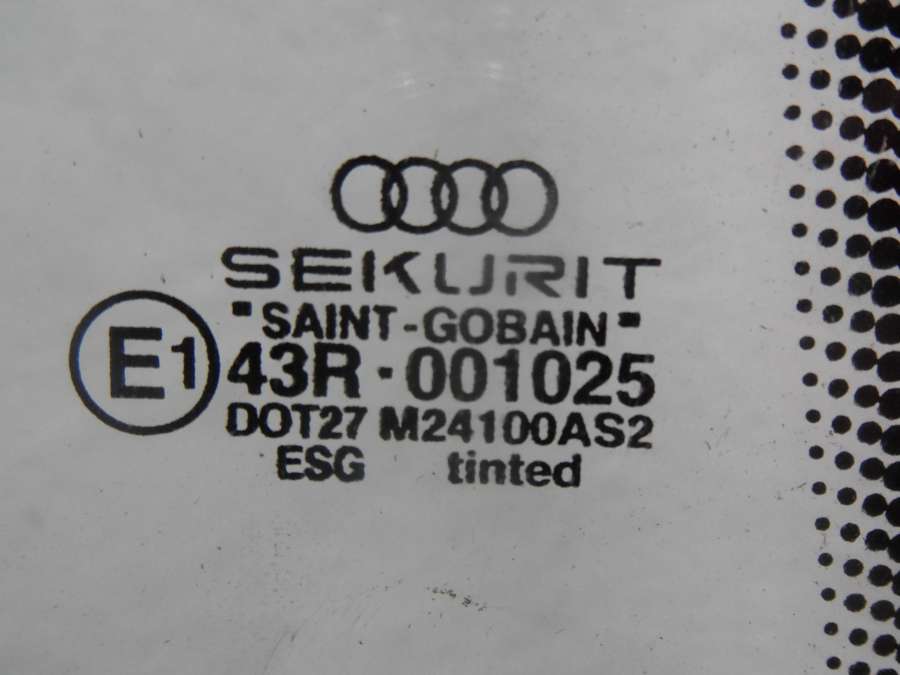 SEKURIT
"SAINT-GOBAIN"
E1 43R-001025
DOT27 M24100AS2
ESG tinted